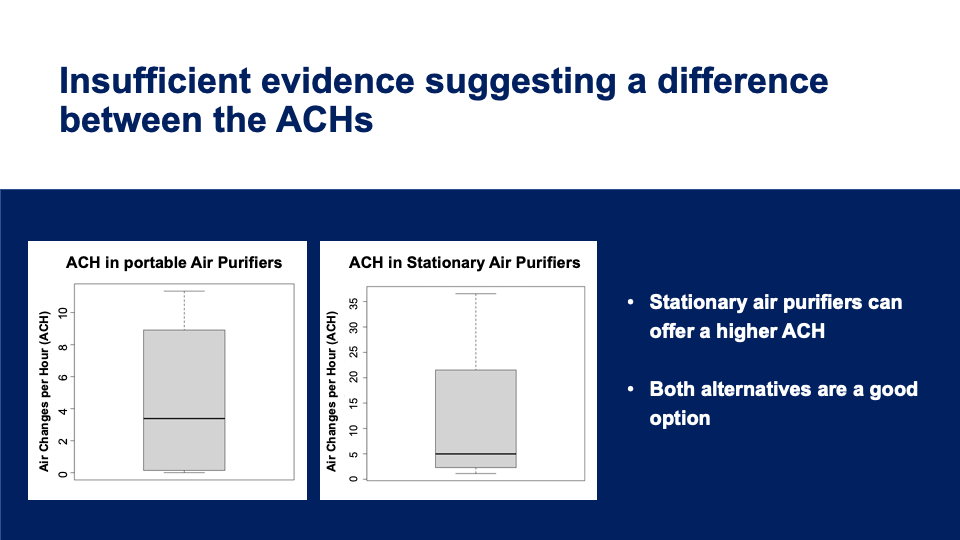 Insufficient evidence suggesting a difference
between the ACHs
ACH in portable Air Purifiers
Air Changes per Hour (ACH)
10
8
6
4
2
0
ACH in Stationary Air Purifiers
Air Changes per Hour (ACH)
35
30
25
20
15
10
5
0
• Stationary air purifiers can
offer a higher ACH
• Both alternatives are a good
option